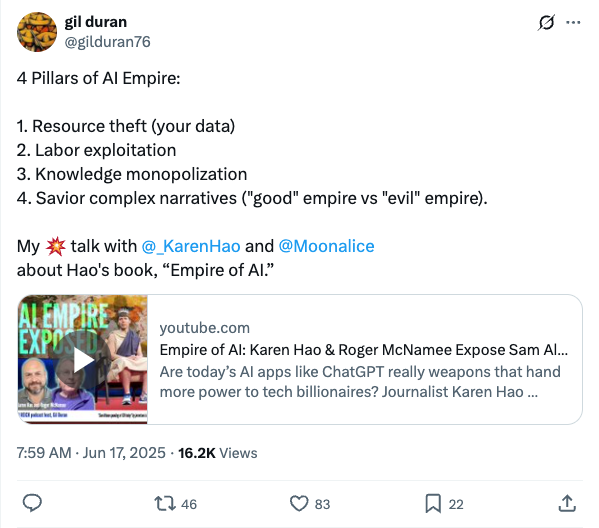 gil duran
@gilduran76
4 Pillars of AI Empire:
1. Resource theft (your data)
2. Labor exploitation
3. Knowledge monopolization
4. Savior complex narratives ("good" empire vs "evil" empire).
My 💥 talk with @_KarenHao and @Moonalice
about Hao's book, “Empire of AI.”
AI EMPIRE
EXPOSED
youtube.com
Empire of AI: Karen Hao & Roger McNamee Expose Sam Al...
Are today’s AI apps like ChatGPT really weapons that hand
more power to tech billionaires? Journalist Karen Hao ...
7:59 AM · Jun 17, 2025 · 16.2K Views
46
83
22